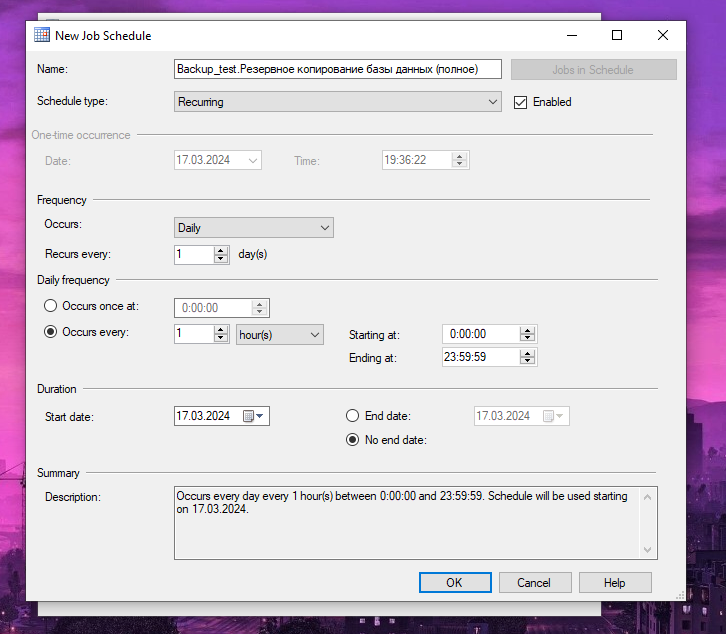 New Job Schedule
Name: Backup_test.Резервное копирование базы данных (полное) Jobs in Schedule
Schedule type: Recurring Enabled
One-time occurrence
Date: 17.03.2024 Time: 19:36:22
Frequency
Occurs: Daily
Recurs every: 1 day(s)
Daily frequency
Occurs once at: 0:00:00
Occurs every: 1 hour(s) Starting at: 0:00:00
Ending at: 23:59:59
Duration
Start date: 17.03.2024 End date: 17.03.2024
No end date:
Summary
Description: Occurs every day every 1 hour(s) between 0:00:00 and 23:59:59. Schedule will be used starting
on 17.03.2024.
OK Cancel Help